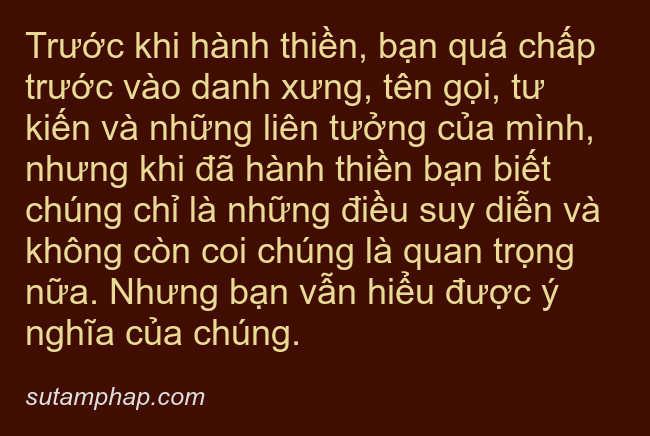 Trước khi hành thiền, bạn quá chấp
trước vào danh xưng, tên gọi, tư
kiến và những liên tưởng của mình,
nhưng khi đã hành thiền bạn biết
chúng chỉ là những điều suy diễn và
không còn coi chúng là quan trọng
nữa. Nhưng bạn vẫn hiểu được ý
nghĩa của chúng.
sutamphap.com